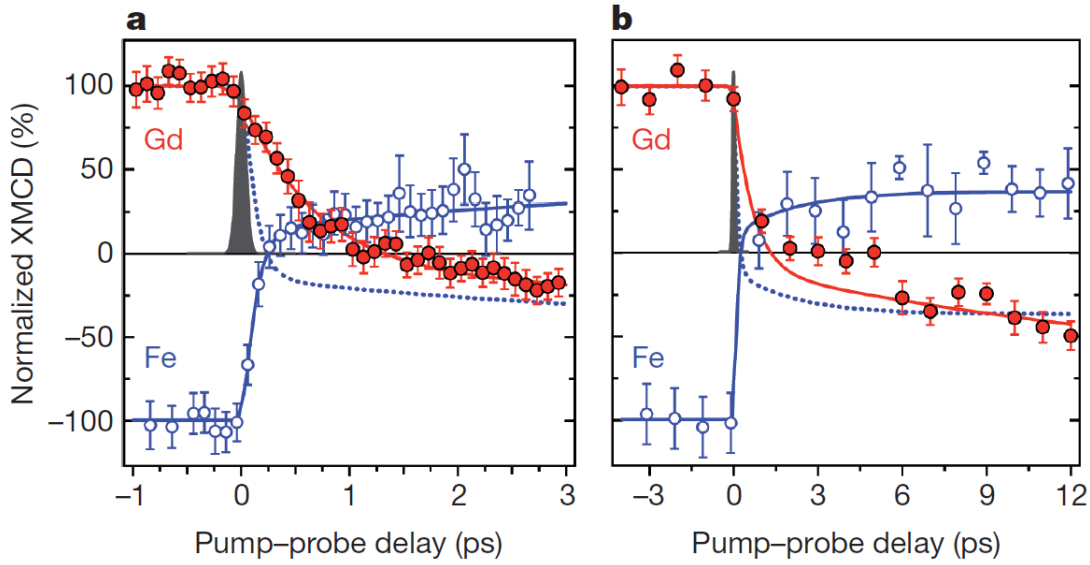 a
b
Normalized XMCD (%)
100
50
0
−50
−100
Gd
Fe
Gd
Fe
−1
0
1
2
3
−3
0
3
6
9
12
Pump–probe delay (ps)
Pump–probe delay (ps)